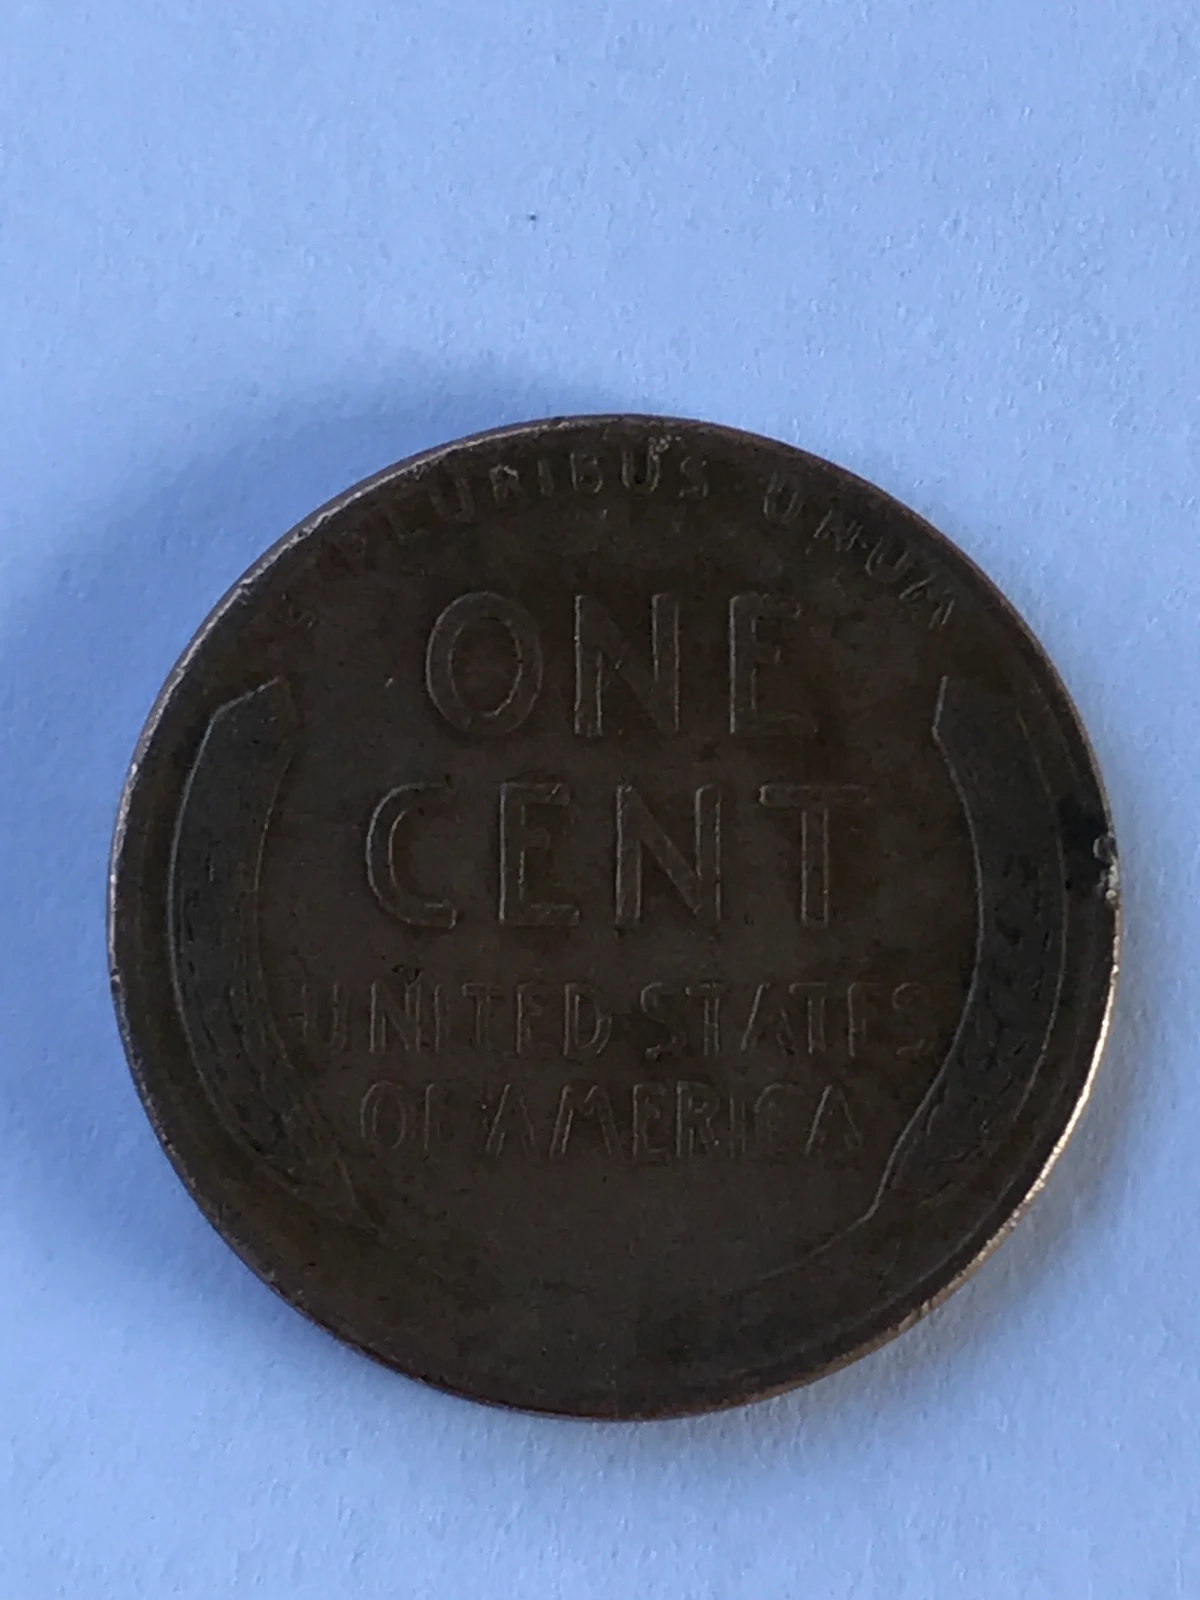 E PLURIBUS UNUM
ONE
CENT
UNITED STATES
OF AMERICA